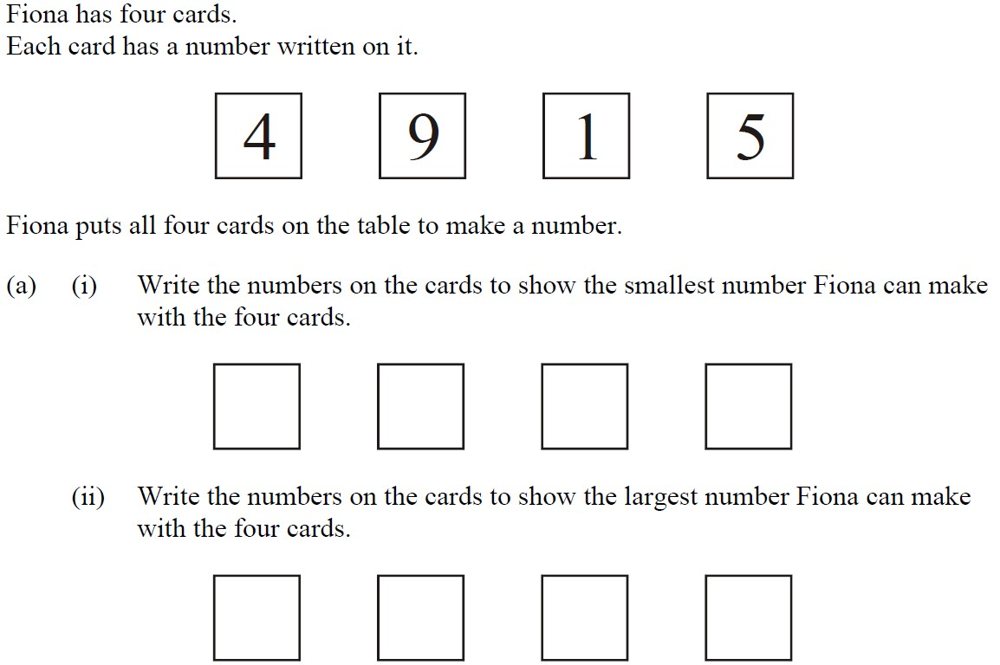 Fiona has four cards.
Each card has a number written on it.
4 9 1 5
Fiona puts all four cards on the table to make a number.
(a) (i) Write the numbers on the cards to show the smallest number Fiona can make
with the four cards.
(ii) Write the numbers on the cards to show the largest number Fiona can make
with the four cards.